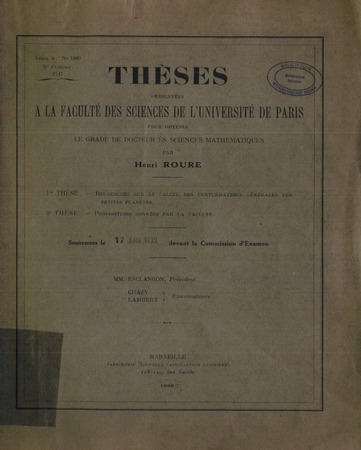 THÈSES
PRÉSENTÉES
A LA FACULTÉ DES SCIENCES DE L'UNIVERSITÉ DE PARIS
POUR OBTENIR
LE GRADE DE DOCTEUR ÈS SCIENCES MATHÉMATIQUES
PAR
Henri ROURE
1re THÈSE. — RECHERCHES SUR LE CALCUL DES PERTURBATIONS GÉNÉRALES DES
PETITES PLANÈTES.
2e THÈSE. — PROPOSITIONS DONNÉES PAR LA FACULTÉ.
Soutenues le 17 devant la Commission d'Examen
MM. ESCLANGON, Président
CHAZY
LAMBERT
Examinateurs
MARSEILLE